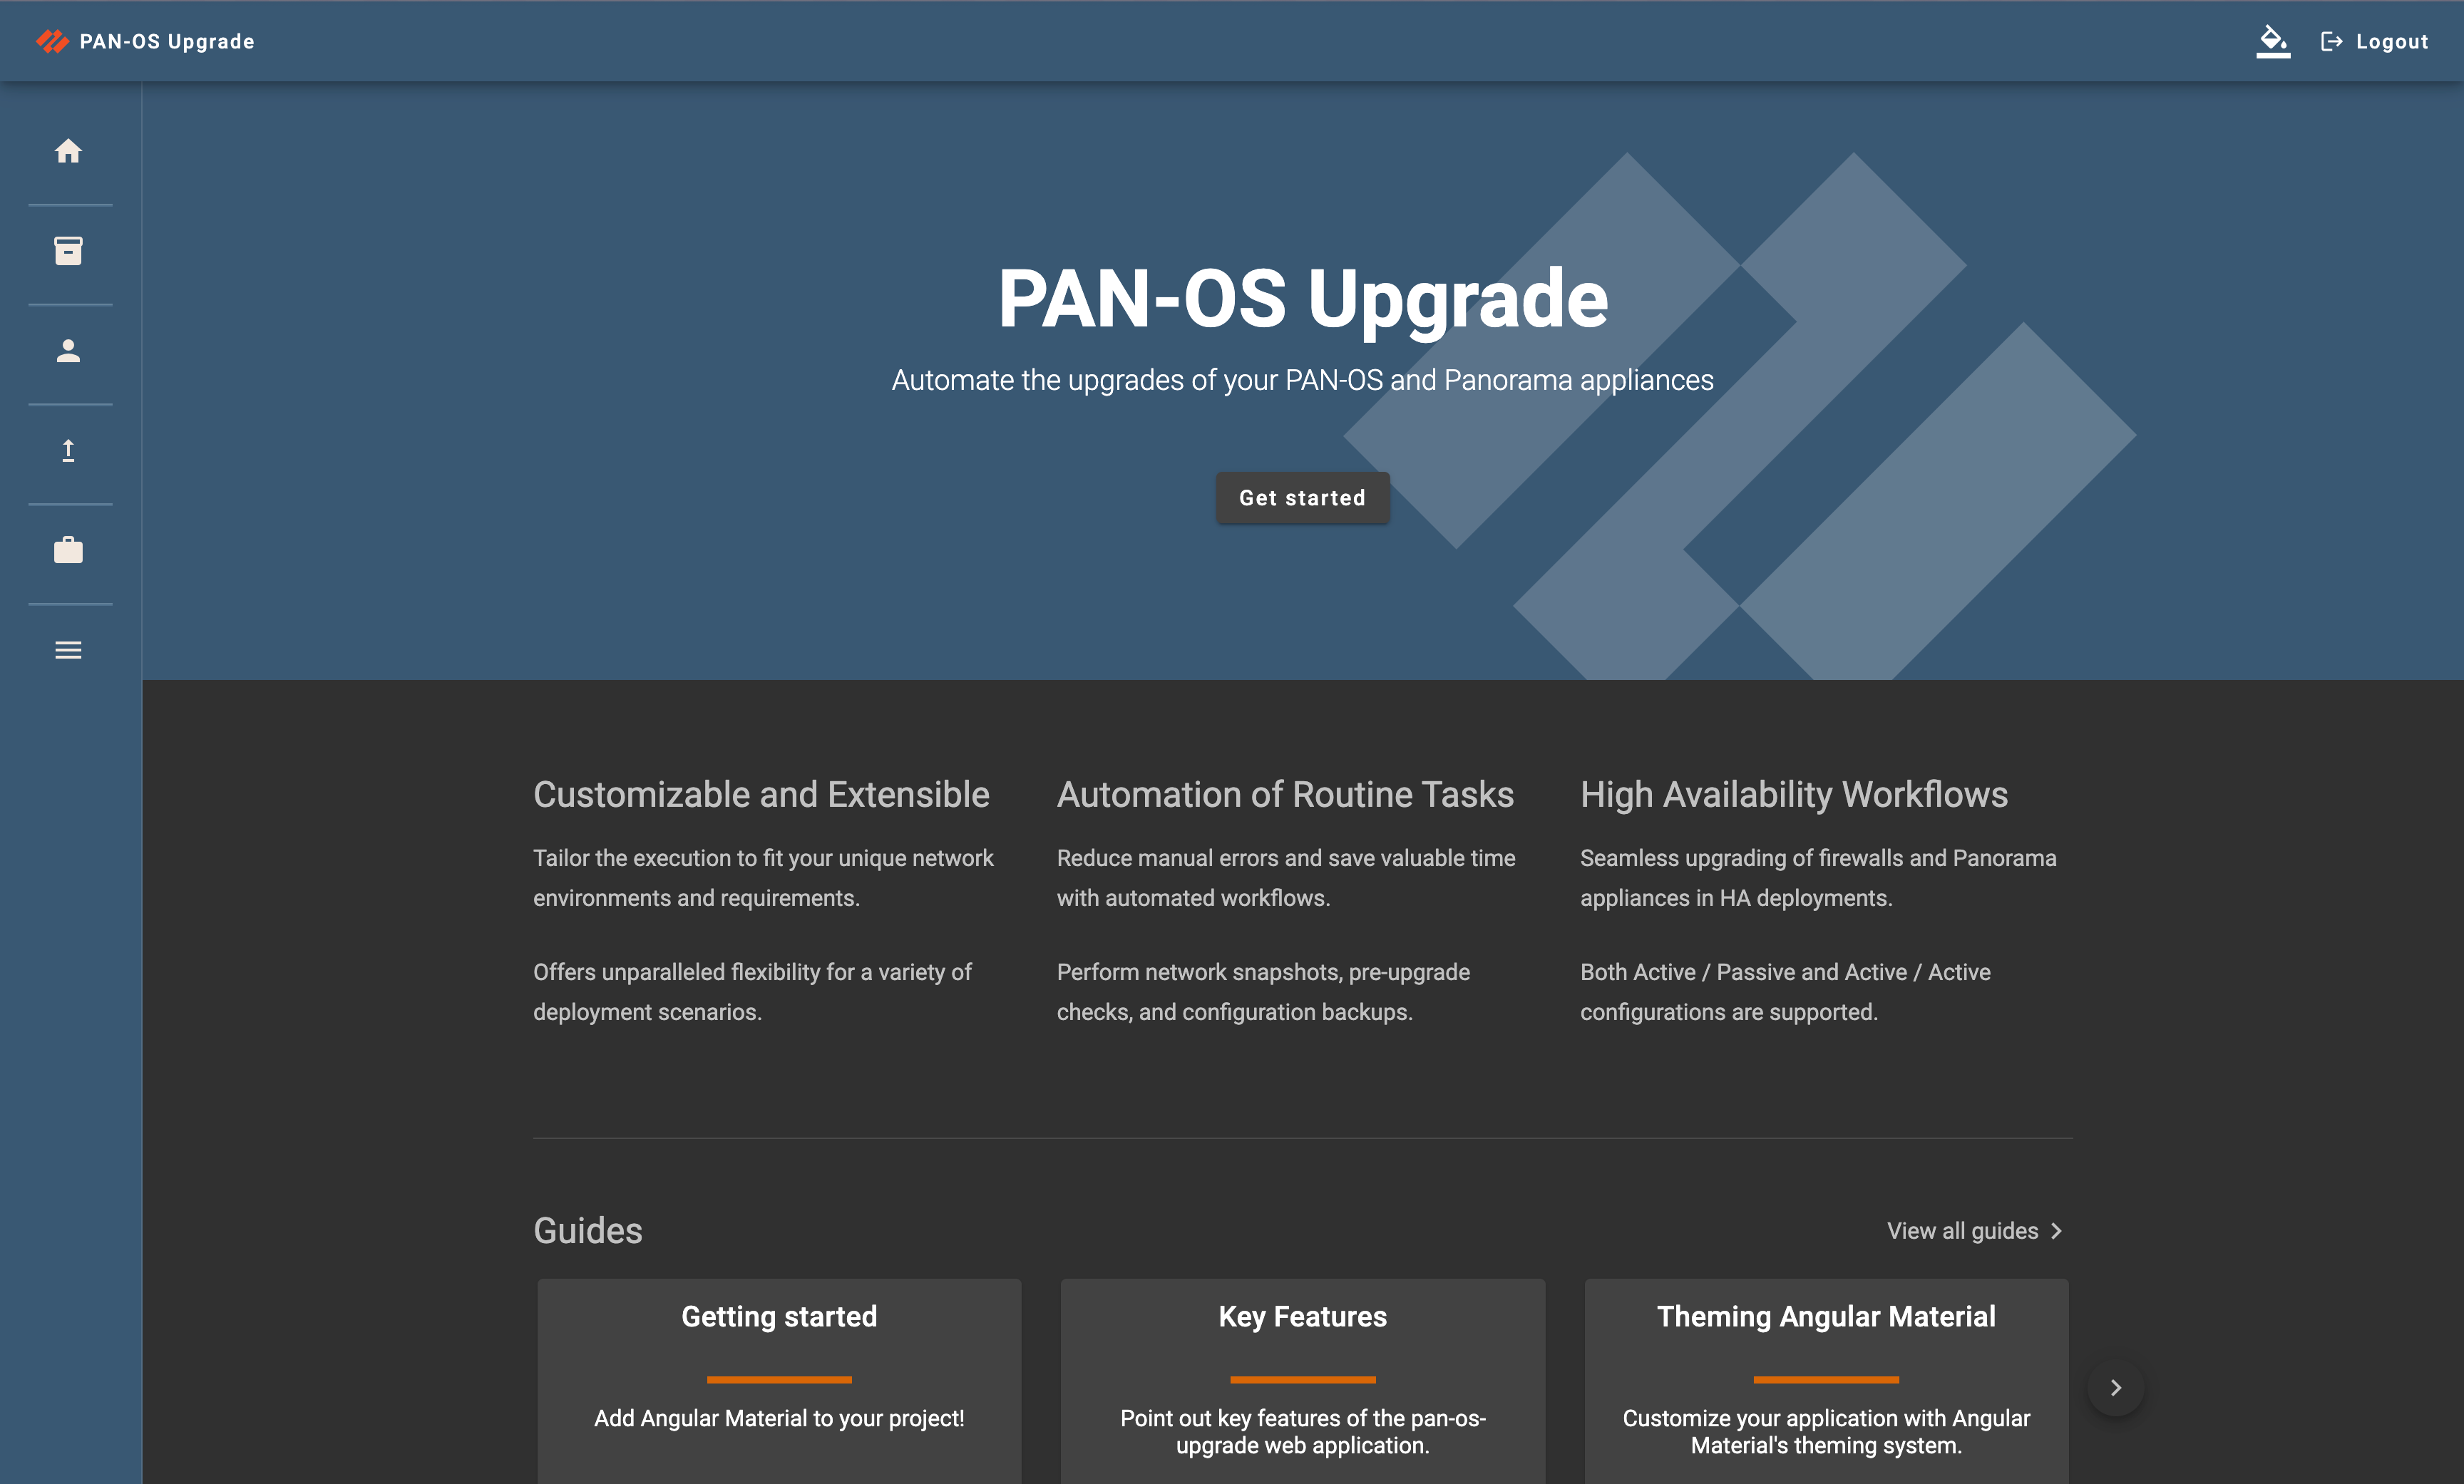 PAN-OS Upgrade
Logout
PAN-OS Upgrade
Automate the upgrades of your PAN-OS and Panorama appliances
Get started
Customizable and Extensible
Tailor the execution to fit your unique network
environments and requirements.
Offers unparalleled flexibility for a variety of
deployment scenarios.
Automation of Routine Tasks
Reduce manual errors and save valuable time
with automated workflows.
Perform network snapshots, pre-upgrade
checks, and configuration backups.
High Availability Workflows
Seamless upgrading of firewalls and Panorama
appliances in HA deployments.
Both Active / Passive and Active / Active
configurations are supported.
Guides
View all guides
Getting started
Add Angular Material to your project!
Key Features
Point out key features of the pan-os-
upgrade web application.
Theming Angular Material
Customize your application with Angular
Material's theming system.